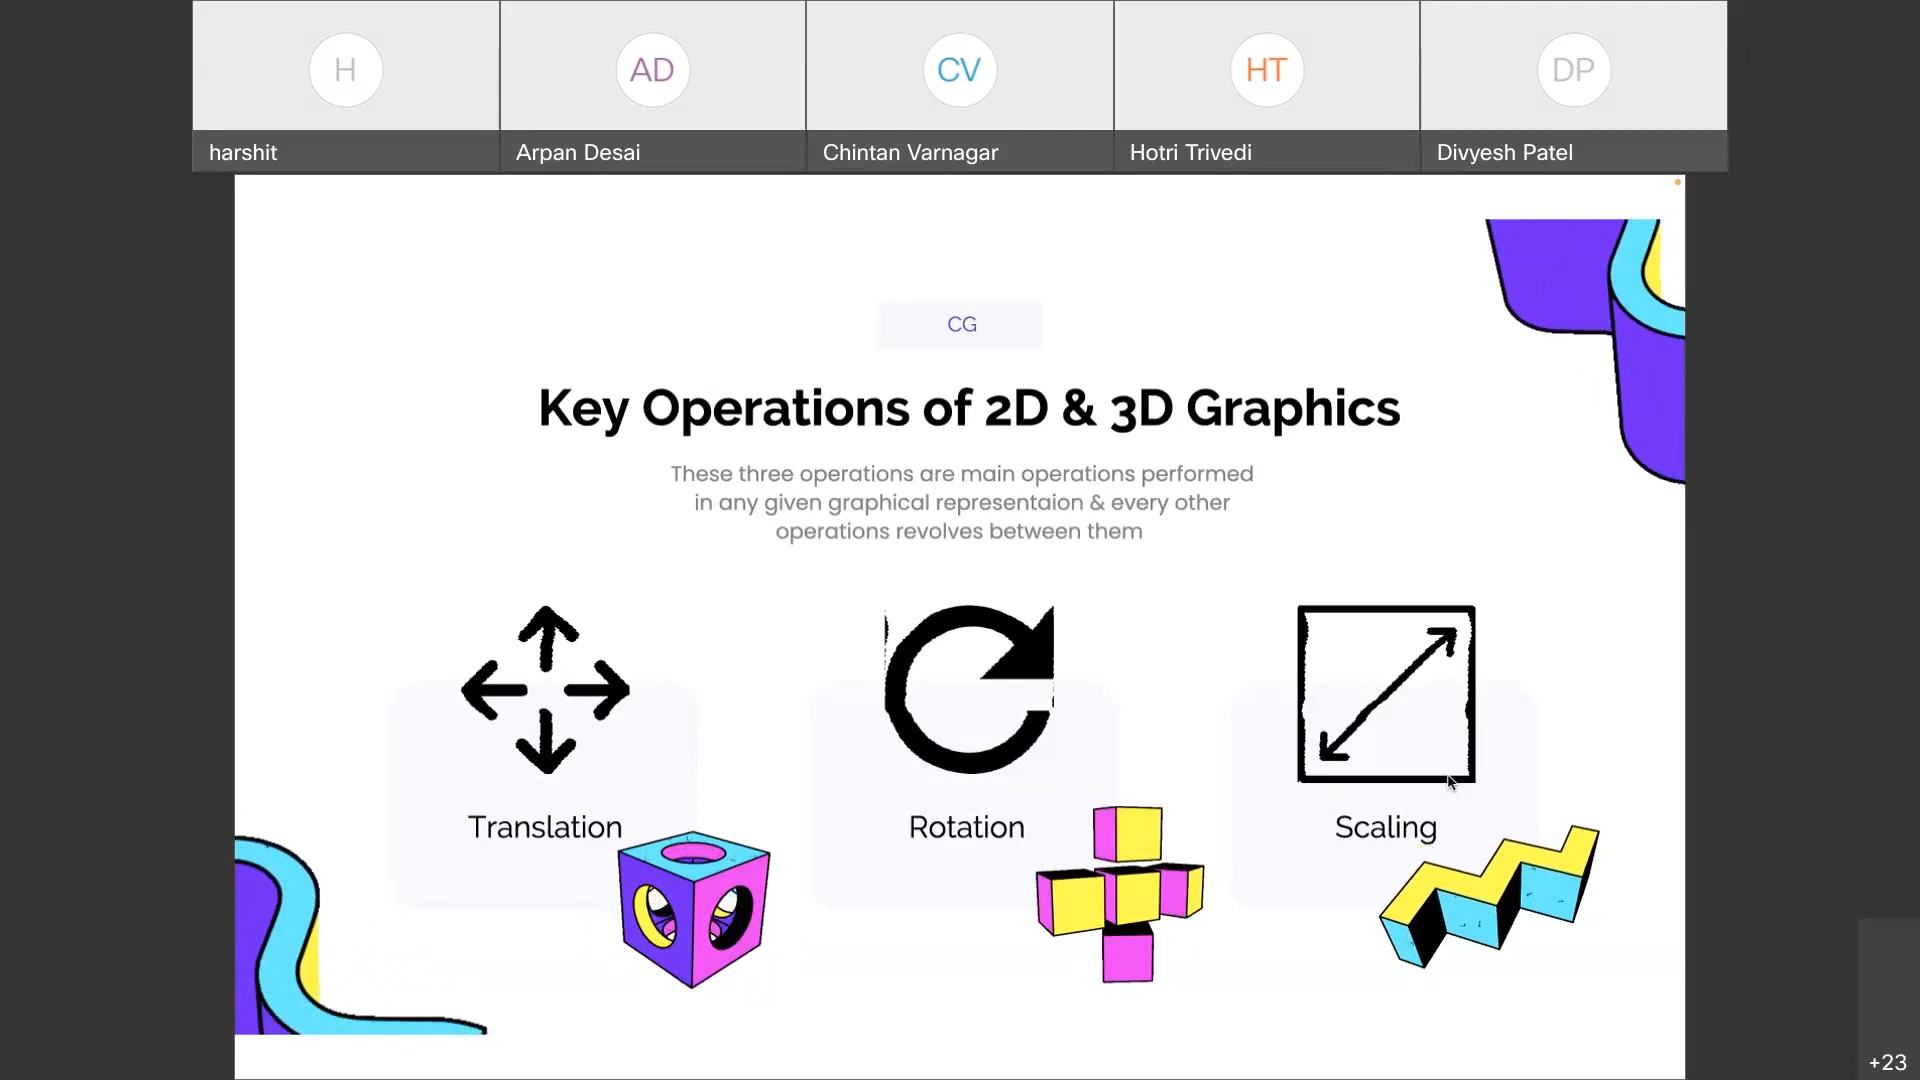 H
AD
CV
HT
DP
harshit
Arpan Desai
Chintan Varnagar
Hotri Trivedi
Divyesh Patel
CG
Key Operations of 2D & 3D Graphics
These three operations are main operations performed
in any given graphical representaion & every other
operations revolves between them
Translation
Rotation
Scaling
+23